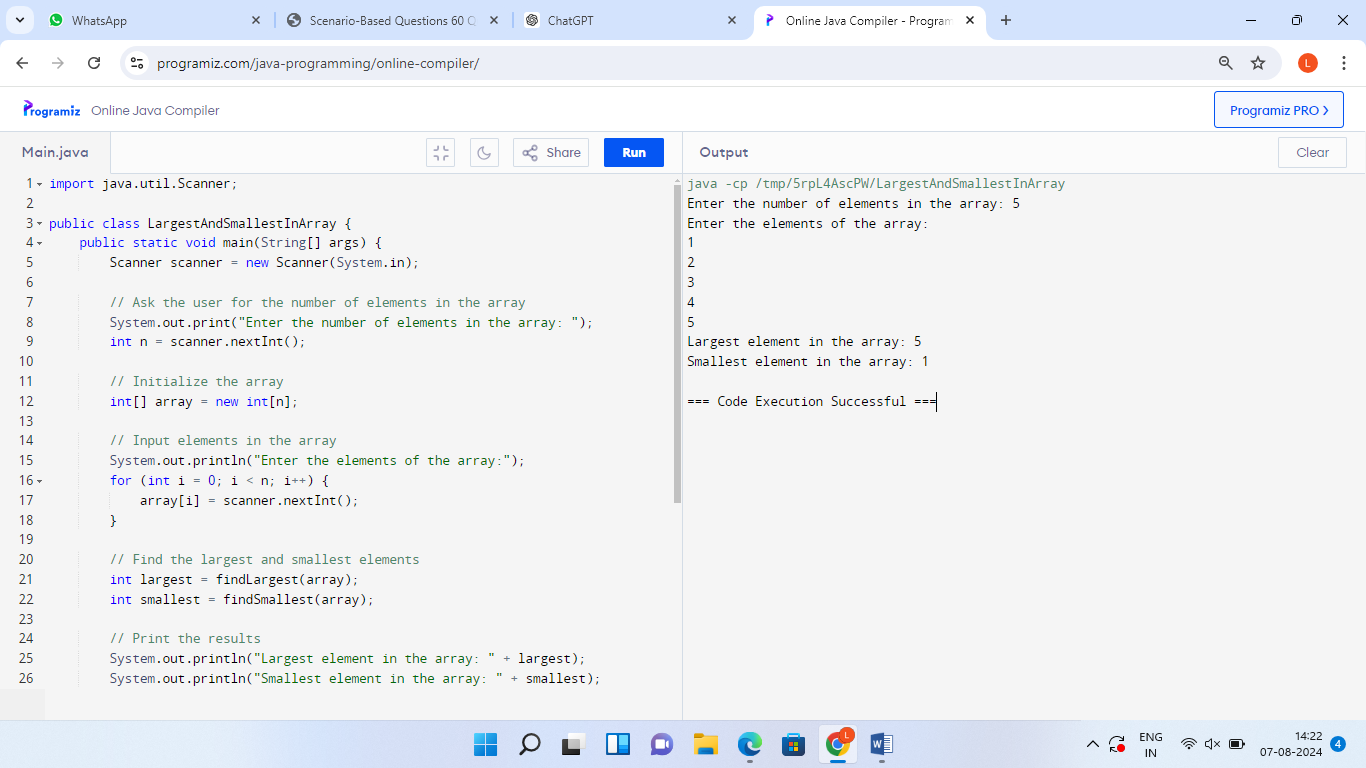 WhatsApp
Scenario-Based Questions 60 Q
ChatGPT
Online Java Compiler - Program
programiz.com/java-programming/online-compiler/
L
Programiz Online Java Compiler
Programiz PRO >
Main.java
Share
Run
Output
Clear
1 import java.util.Scanner;
2
3 public class LargestAndSmallestInArray {
4 public static void main(String[] args) {
5 Scanner scanner = new Scanner(System.in);
6
7 // Ask the user for the number of elements in the array
8 System.out.print("Enter the number of elements in the array: ");
9 int n = scanner.nextInt();
10
11 // Initialize the array
12 int[] array = new int[n];
13
14 // Input elements in the array
15 System.out.println("Enter the elements of the array:");
16 for (int i = 0; i < n; i++) {
17 array[i] = scanner.nextInt();
18 }
19
20 // Find the largest and smallest elements
21 int largest = findLargest(array);
22 int smallest = findSmallest(array);
23
24 // Print the results
25 System.out.println("Largest element in the array: " + largest);
26 System.out.println("Smallest element in the array: " + smallest);
java -cp /tmp/5rpL4AscPW/LargestAndSmallestInArray
Enter the number of elements in the array: 5
Enter the elements of the array:
1
2
3
4
5
Largest element in the array: 5
Smallest element in the array: 1
=== Code Execution Successful ===
L
ENG
IN
14:22
07-08-2024
4